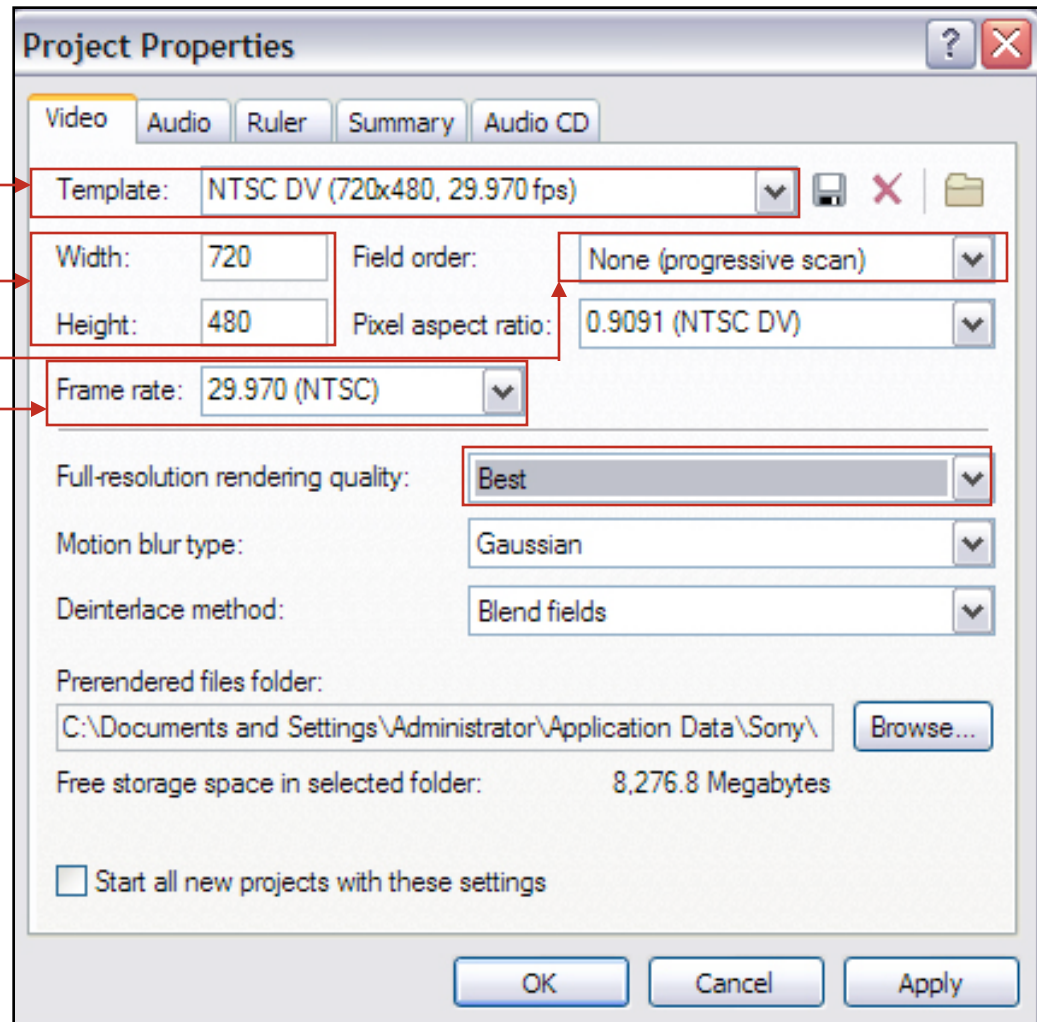 Project Properties
Video Audio Ruler Summary Audio CD
Template: NTSC DV (720x480, 29.970 fps)
Width: 720 Field order: None (progressive scan)
Height: 480 Pixel aspect ratio: 0.9091 (NTSC DV)
Frame rate: 29.970 (NTSC)
Full-resolution rendering quality: Best
Motion blur type: Gaussian
Deinterlace method: Blend fields
Prerendered files folder:
C:\Documents and Settings\Administrator\Application Data\Sony\ Browse...
Free storage space in selected folder: 8,276.8 Megabytes
Start all new projects with these settings
OK Cancel Apply